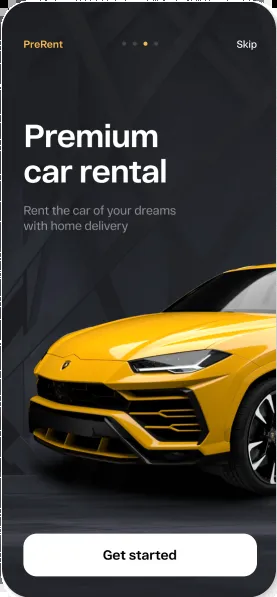 PreRent
Skip
Premium
car rental
Rent the car of your dreams
with home delivery
Get started